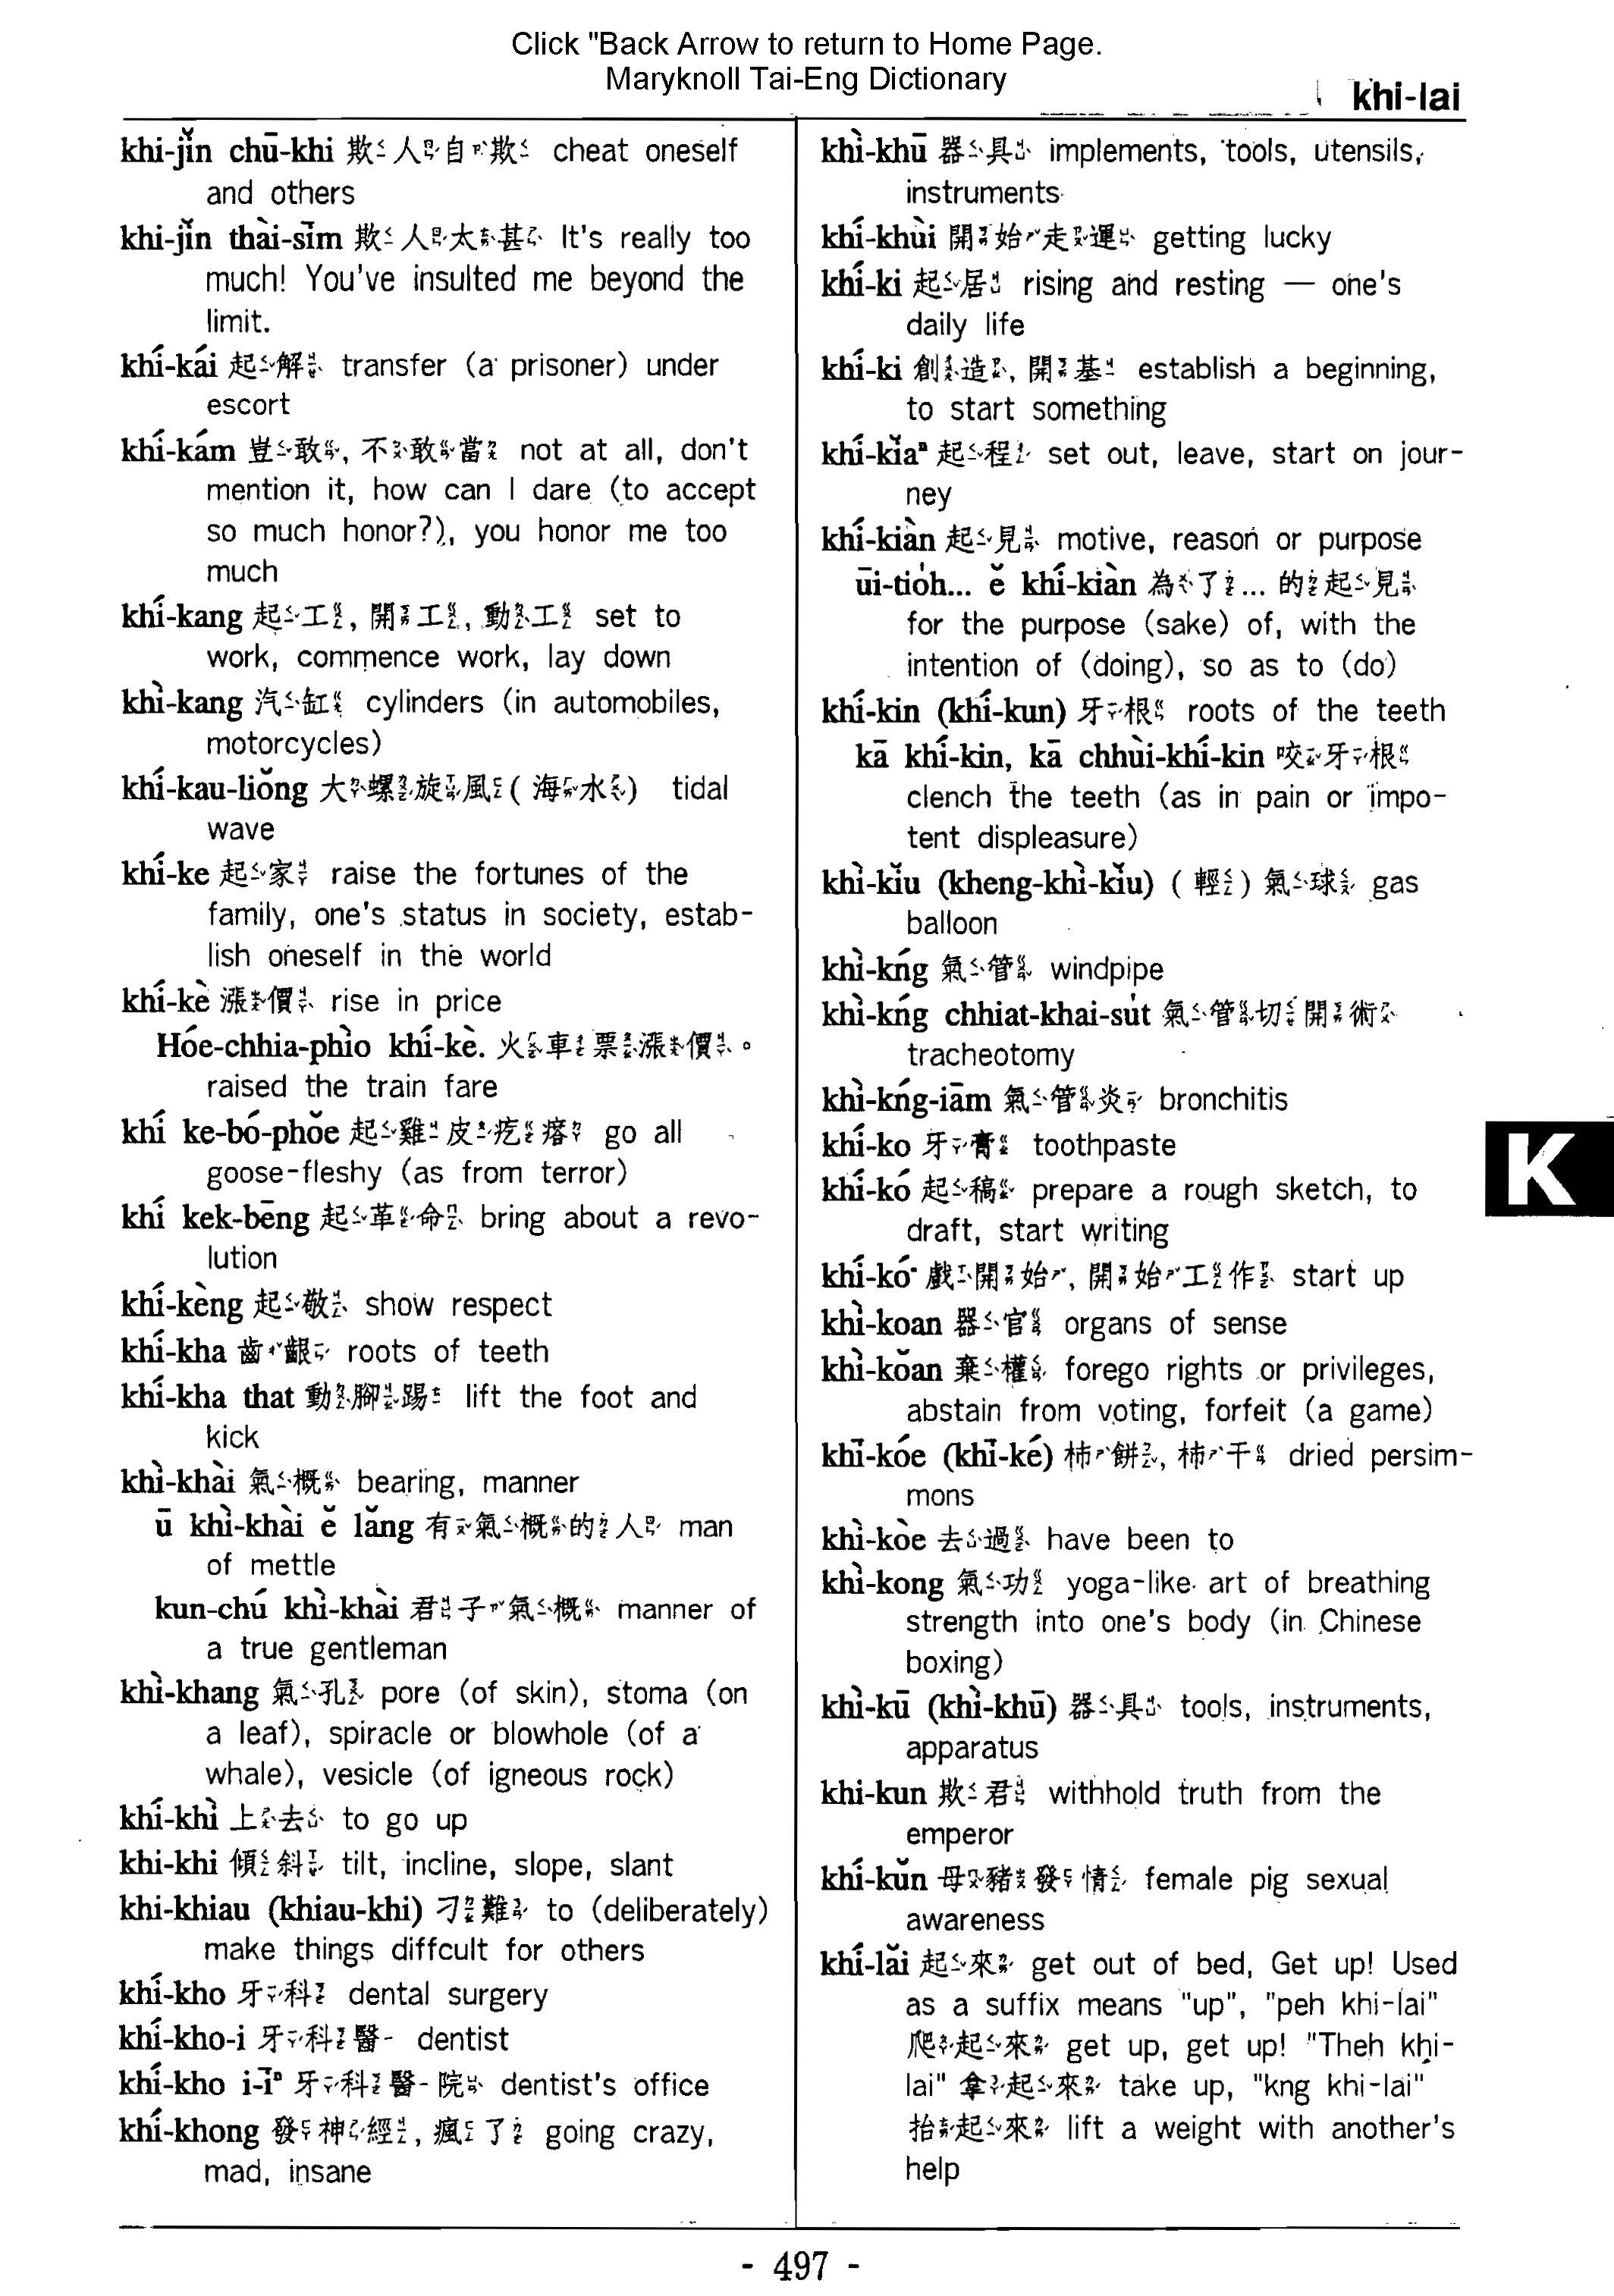 Click "Back Arrow to return to Home Page.
Maryknoll Tai-Eng Dictionary
khi-lai
khi-jĭn chū-khi 欺人自欺 cheat oneself
and others
khi-jĭn thài-sīm 欺人太甚 It's really too
much! You've insulted me beyond the
limit.
khí-kái 起解 transfer (a prisoner) under
escort
khí-kám 豈敢, 不敢當 not at all, don't
mention it, how can I dare (to accept
so much honor?), you honor me too
much
khí-kang 起工, 開工, 動工 set to
work, commence work, lay down
khì-kang 汽缸 cylinders (in automobiles,
motorcycles)
khí-kau-liŏng 大螺旋風(海水) tidal
wave
khí-ke 起家 raise the fortunes of the
family, one's status in society, estab-
lish oneself in the world
khí-kè 漲價 rise in price
Hóe-chhia-phìo khí-kè. 火車票漲價。
raised the train fare
khí ke-bó-phŏe 起雞皮疙瘩 go all
goose-fleshy (as from terror)
khí kek-bēng 起革命 bring about a revo-
lution
khí-kèng 起敬 show respect
khí-kha 齒齦 roots of teeth
khí-kha that 動腳踢 lift the foot and
kick
khì-khài 氣概 bearing, manner
ū khì-khài ĕ lăng 有氣概的人 man
of mettle
kun-chú khì-khài 君子氣概 manner of
a true gentleman
khì-khang 氣孔 pore (of skin), stoma (on
a leaf), spiracle or blowhole (of a
whale), vesicle (of igneous rock)
khí-khì 上去 to go up
khi-khi 傾斜 tilt, incline, slope, slant
khi-khiau (khiau-khi) 刁難 to (deliberately)
make things diffcult for others
khí-kho 牙科 dental surgery
khí-kho-i 牙科醫 dentist
khí-kho i-īⁿ 牙科醫院 dentist's office
khí-khong 發神經, 瘋了 going crazy,
mad, insane
khì-khū 器具 implements, tools, utensils,
instruments
khí-khùi 開始走運 getting lucky
khí-ki 起居 rising and resting — one's
daily life
khí-ki 創造, 開基 establish a beginning,
to start something
khí-kĭaⁿ 起程 set out, leave, start on jour-
ney
khí-kiàn 起見 motive, reason or purpose
ūi-tio̍h... ĕ khí-kiàn 為了... 的起見
for the purpose (sake) of, with the
intention of (doing), so as to (do)
khí-kin (khí-kun) 牙根 roots of the teeth
kā khí-kin, kā chhùi-khí-kin 咬牙根
clench the teeth (as in pain or impo-
tent displeasure)
khì-kĭu (kheng-khì-kĭu) (輕) 氣球 gas
balloon
khì-kńg 氣管 windpipe
khì-kńg chhiat-khai-su̍t 氣管切開術
tracheotomy
khì-kńg-iām 氣管炎 bronchitis
khí-ko 牙膏 toothpaste
khí-kó 起稿 prepare a rough sketch, to
draft, start writing
khí-kó͘ 戲開始, 開始工作 start up
khì-koan 器官 organs of sense
khì-kŏan 棄權 forego rights or privileges,
abstain from voting, forfeit (a game)
khī-kóe (khī-ké) 柿餅, 柿干 dried persim-
mons
khì-kòe 去過 have been to
khì-kong 氣功 yoga-like art of breathing
strength into one's body (in Chinese
boxing)
khì-kū (khì-khū) 器具 tools, instruments,
apparatus
khi-kun 欺君 withhold truth from the
emperor
khí-kŭn 母豬發情 female pig sexual
awareness
khí-lăi 起來 get out of bed, Get up! Used
as a suffix means "up", "peh khi-lai"
爬起來 get up, get up! "Theh khi-
lai" 拿起來 take up, "kng khi-lai"
抬起來 lift a weight with another's
help
K
- 497 -